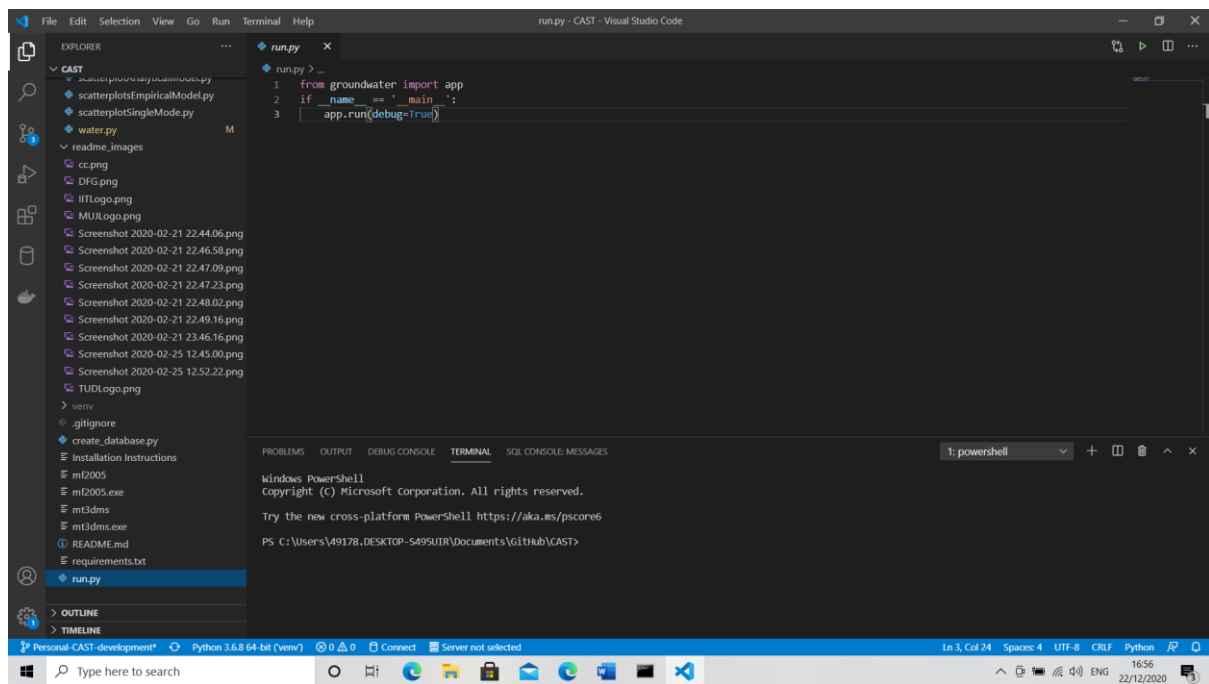 File Edit Selection View Go Run Terminal Help
run.py - CAST - Visual Studio Code
EXPLORER
CAST
scatterplotAnalyticalModel.py
scatterplotsEmpiricalModel.py
scatterplotSingleMode.py
water.py M
readme_images
cc.png
DFG.png
IITLogo.png
MUJLogo.png
Screenshot 2020-02-21 22.44.06.png
Screenshot 2020-02-21 22.46.58.png
Screenshot 2020-02-21 22.47.09.png
Screenshot 2020-02-21 22.47.23.png
Screenshot 2020-02-21 22.48.02.png
Screenshot 2020-02-21 22.49.16.png
Screenshot 2020-02-21 23.46.16.png
Screenshot 2020-02-25 12.45.00.png
Screenshot 2020-02-25 12.52.22.png
TUDLogo.png
venv
.gitignore
create_database.py
Installation Instructions
mf2005
mf2005.exe
mt3dms
mt3dms.exe
README.md
requirements.txt
run.py
OUTLINE
TIMELINE
3
1
run.py
run.py > ...
1 from groundwater import app
2 if __name__ == '__main__':
3 app.run(debug=True)
PROBLEMS OUTPUT DEBUG CONSOLE TERMINAL SQL CONSOLE: MESSAGES
1: powershell
Windows PowerShell
Copyright (C) Microsoft Corporation. All rights reserved.
Try the new cross-platform PowerShell https://aka.ms/pscore6
PS C:\Users\49178.DESKTOP-S495UIR\Documents\GitHub\CAST>
Personal-CAST-development* Python 3.6.8 64-bit ('venv') 0 0 Connect Server not selected
Ln 3, Col 24 Spaces: 4 UTF-8 CRLF Python
Type here to search
ENG
16:56
22/12/2020
3